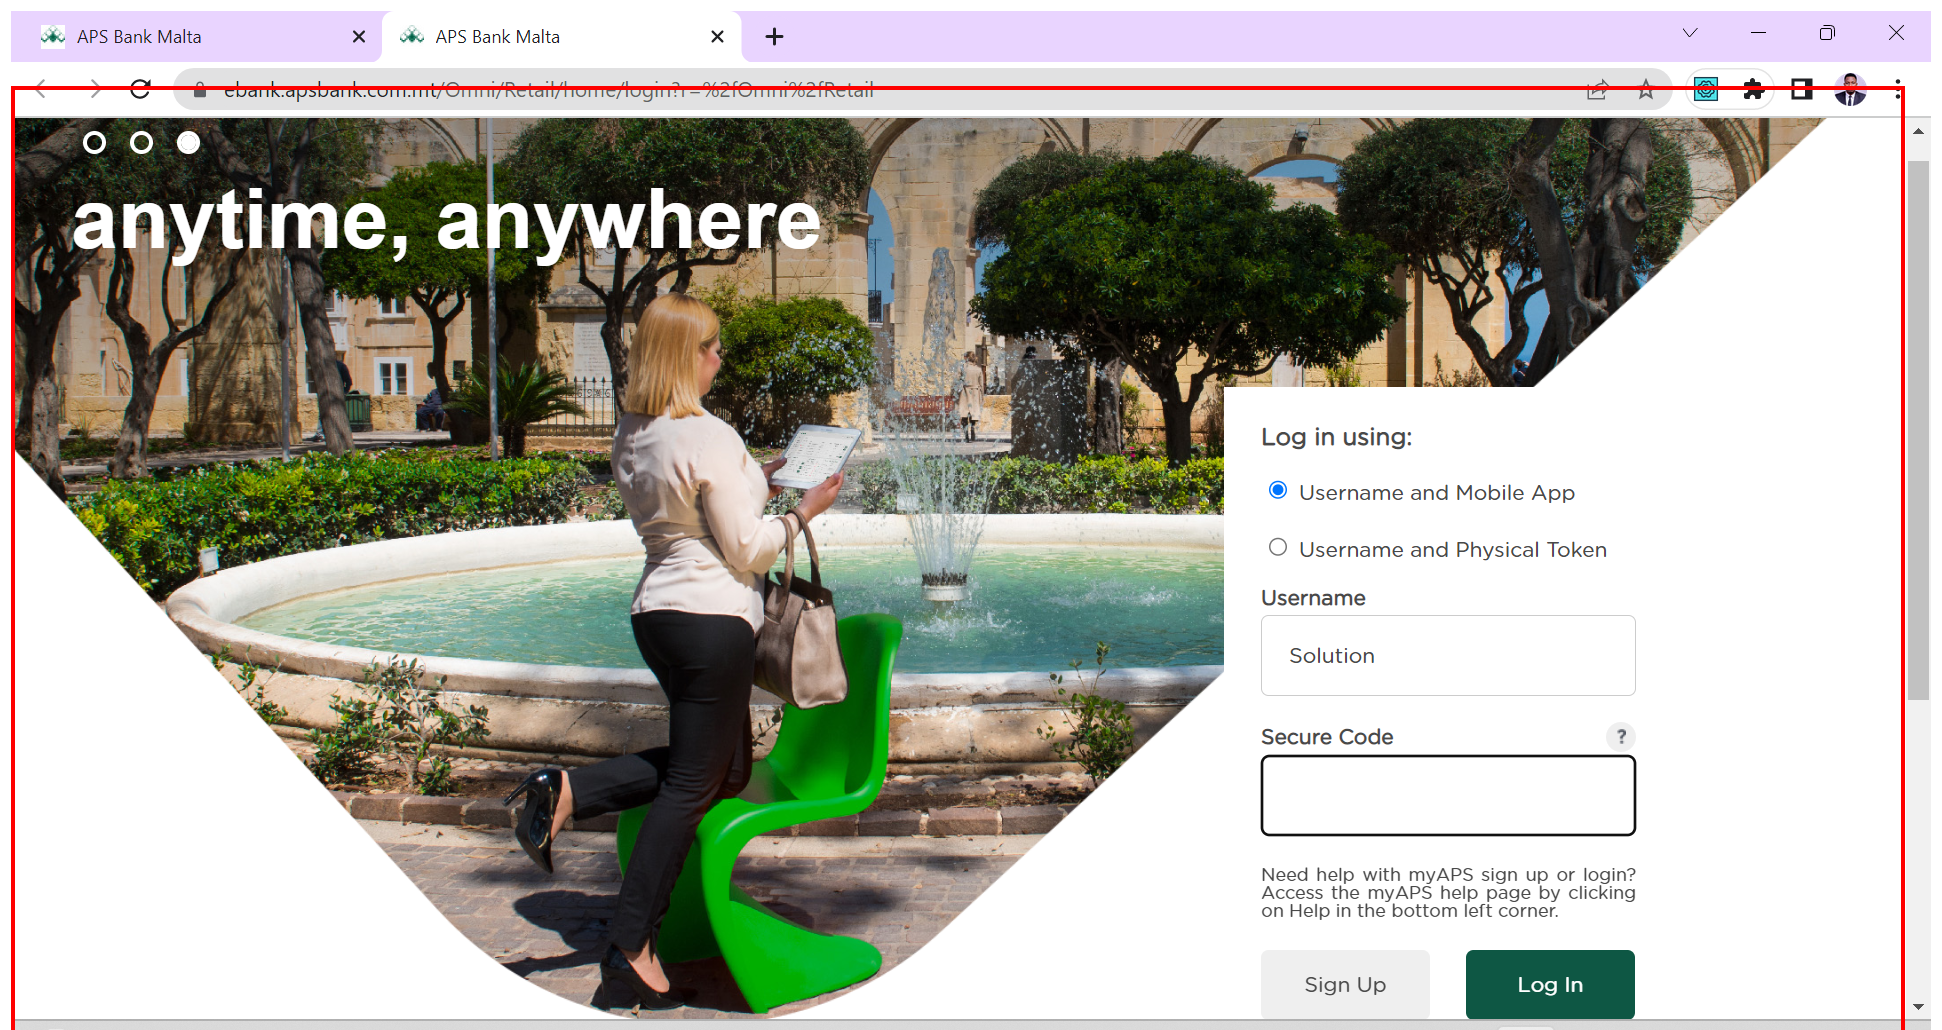 APS Bank Malta
APS Bank Malta
ebank.apsbank.com.mt/Omni/Retail/home/login?r=%2fOmni%2fRetail
anytime, anywhere
Log in using:
Username and Mobile App
Username and Physical Token
Username
Solution
Secure Code
?
Need help with myAPS sign up or login?
Access the myAPS help page by clicking
on Help in the bottom left corner.
Sign Up
Log In